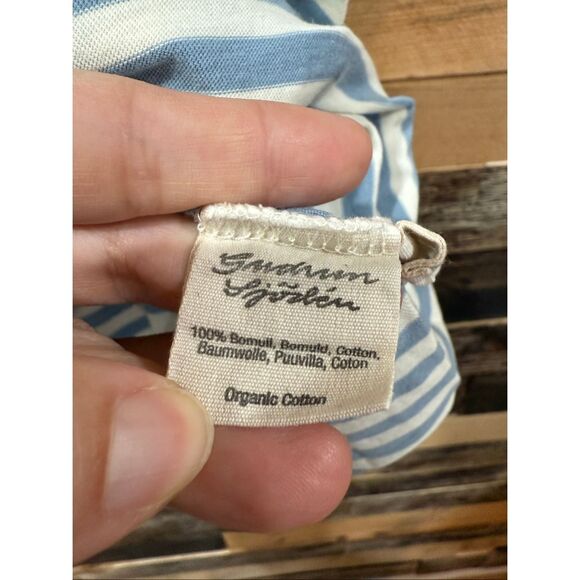 Gudrun
Sjödén
100% Bomull, Bomuld, Cotton,
Baumwolle, Puuvilla, Coton
Organic Cotton